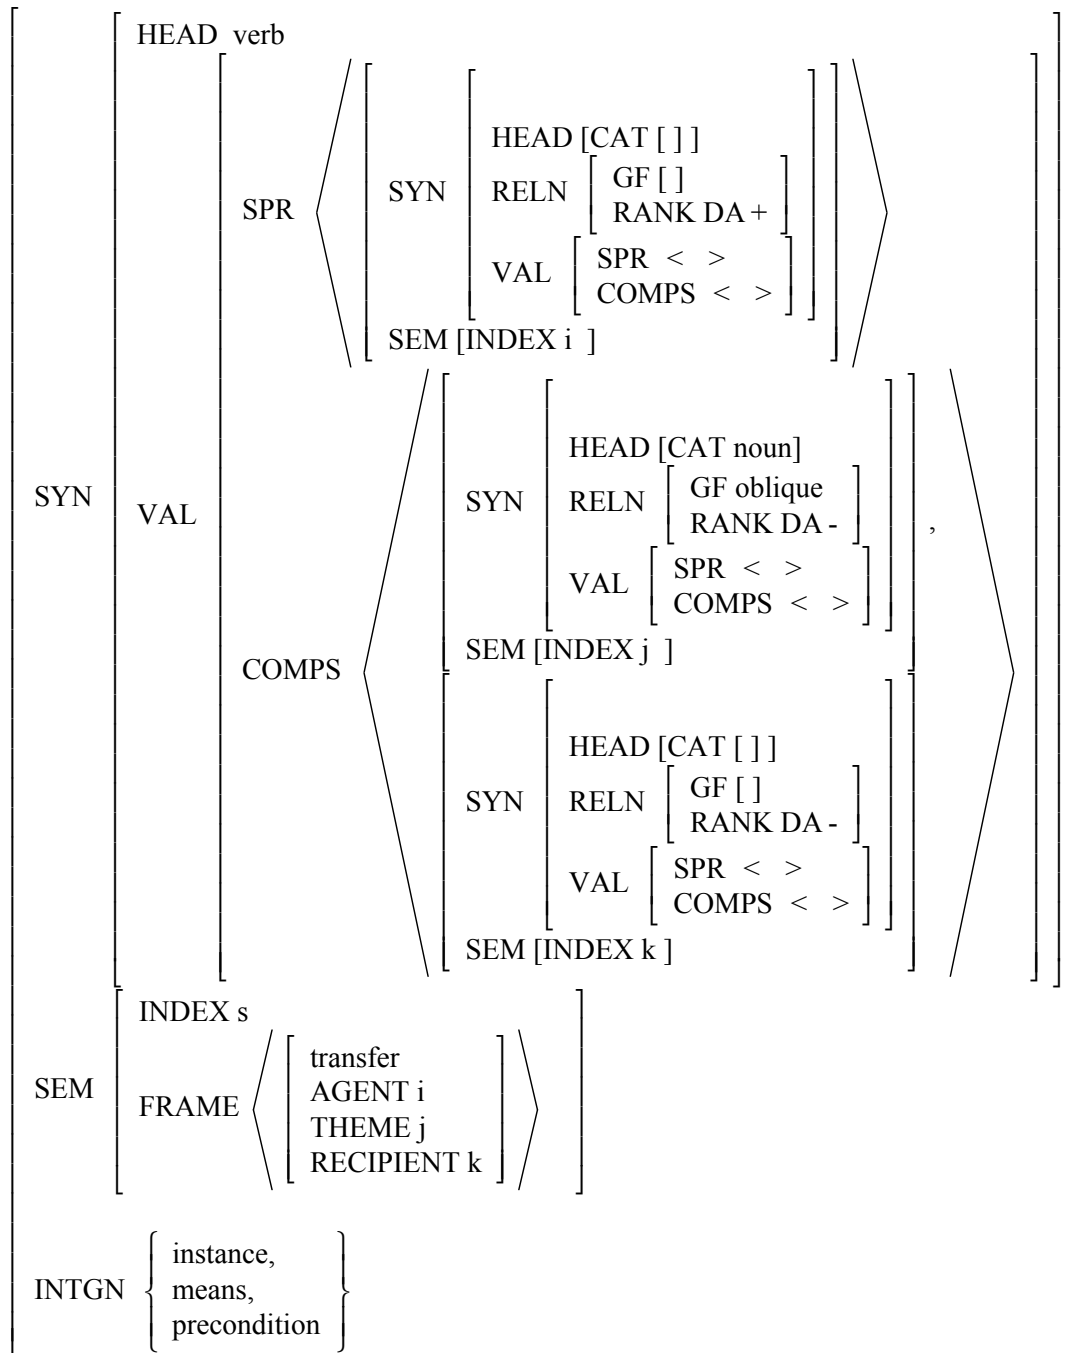 HEAD verb
HEAD [CAT [ ] ]
SYN RELN [ GF [ ]
SPR RANK DA + ]
VAL [ SPR < >
COMPS < > ]
SEM [INDEX i ]
HEAD [CAT noun]
SYN VAL SYN RELN [ GF oblique
RANK DA - ] ,
VAL [ SPR < >
COMPS < > ]
SEM [INDEX j ]
COMPS
HEAD [CAT [ ] ]
SYN RELN [ GF [ ]
RANK DA - ]
VAL [ SPR < >
COMPS < > ]
SEM [INDEX k ]
INDEX s
transfer
SEM FRAME AGENT i
THEME j
RECIPIENT k
instance,
INTGN { means, }
precondition